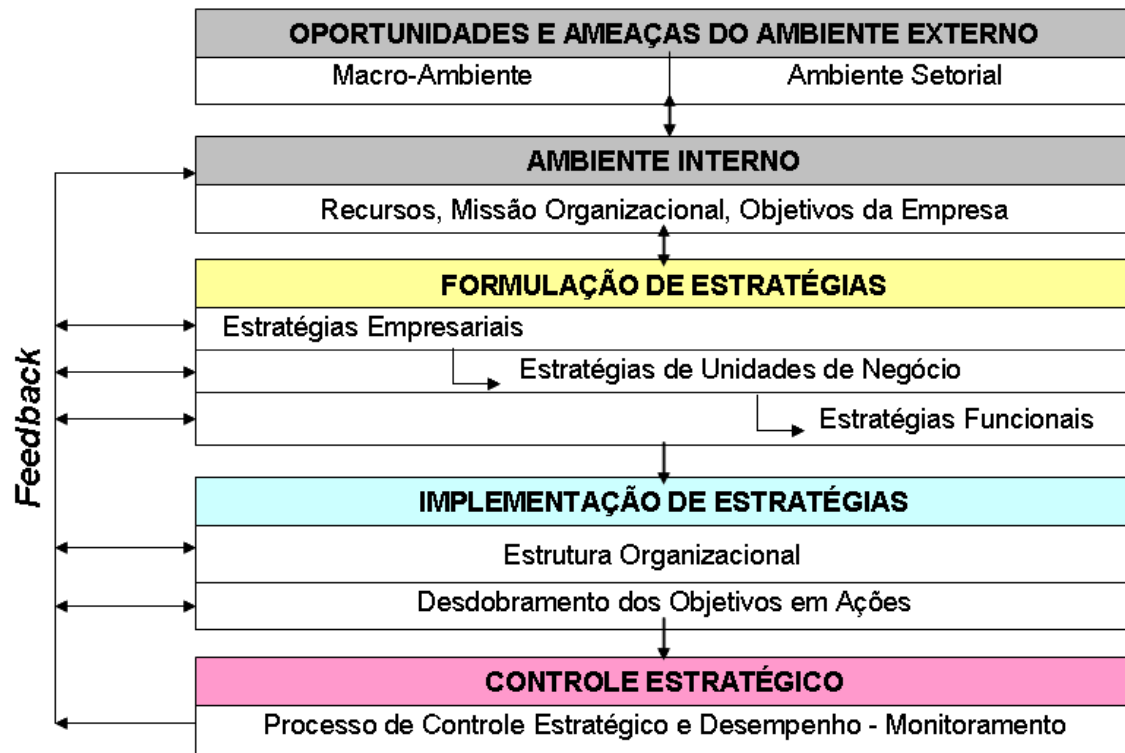 OPORTUNIDADES E AMEAÇAS DO AMBIENTE EXTERNO
Macro-Ambiente
Ambiente Setorial
AMBIENTE INTERNO
Recursos, Missão Organizacional, Objetivos da Empresa
FORMULAÇÃO DE ESTRATÉGIAS
Estratégias Empresariais
Estratégias de Unidades de Negócio
Estratégias Funcionais
Feedback
IMPLEMENTAÇÃO DE ESTRATÉGIAS
Estrutura Organizacional
Desdobramento dos Objetivos em Ações
CONTROLE ESTRATÉGICO
Processo de Controle Estratégico e Desempenho - Monitoramento